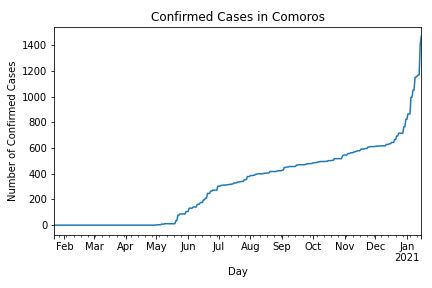 Confirmed Cases in Comoros
Number of Confirmed Cases
1400
1200
1000
800
600
400
200
0
Feb Mar Apr May Jun Jul Aug Sep Oct Nov Dec Jan
2021
Day